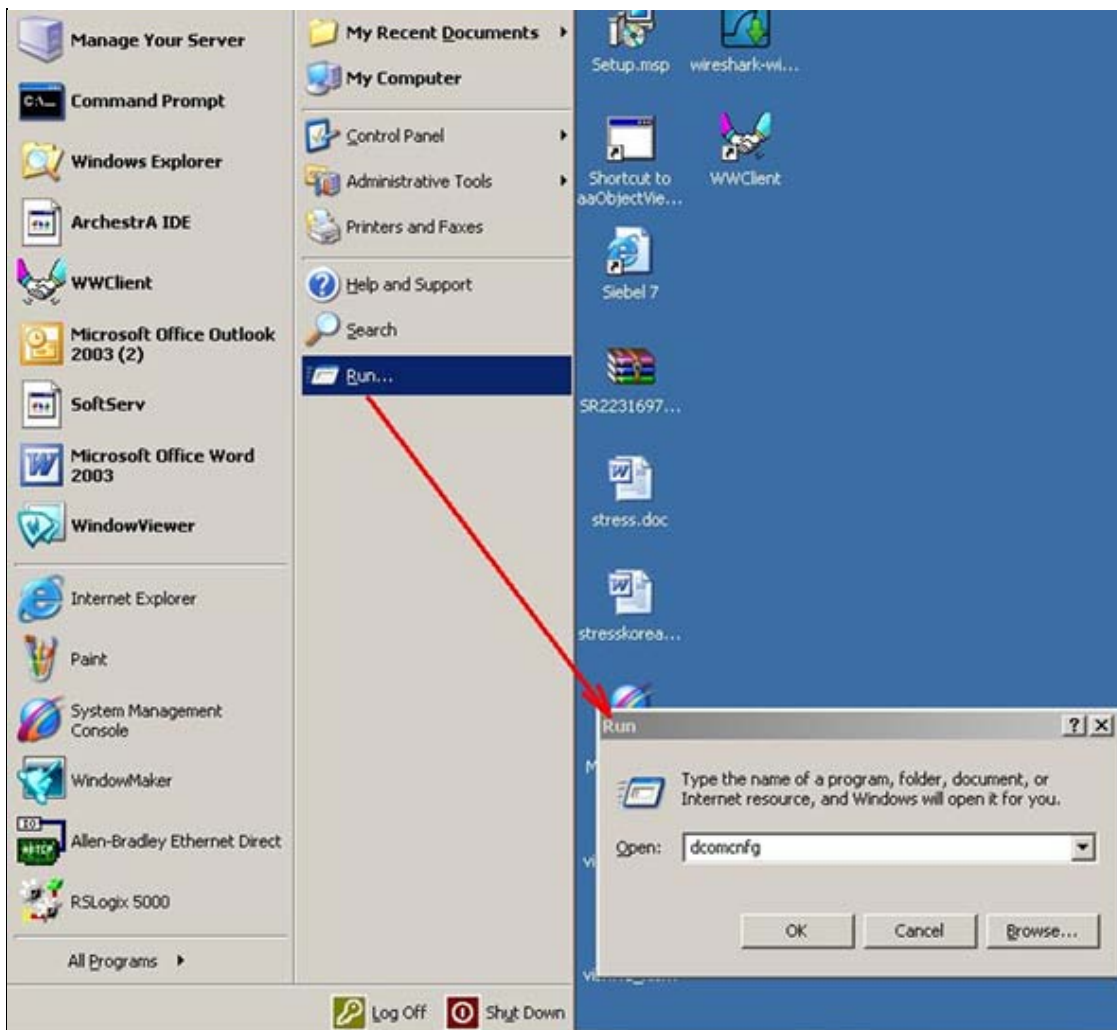 Manage Your Server
C:\_
Command Prompt
Windows Explorer
ArchestrA IDE
WWClient
Microsoft Office Outlook
2003 (2)
SoftServ
Microsoft Office Word
2003
WindowViewer
Internet Explorer
Paint
System Management
Console
WindowMaker
Allen-Bradley Ethernet Direct
RSLogix 5000
All Programs
My Recent Documents
My Computer
Control Panel
Administrative Tools
Printers and Faxes
Help and Support
Search
Run...
Log Off
Shut Down
Setup.msp
wireshark-wi...
Shortcut to
aaObjectVie...
WWClient
Siebel 7
SR2231697...
stress.doc
stresskorea...
Run
Type the name of a program, folder, document, or
Internet resource, and Windows will open it for you.
Open:
dcomcnfg
OK
Cancel
Browse...